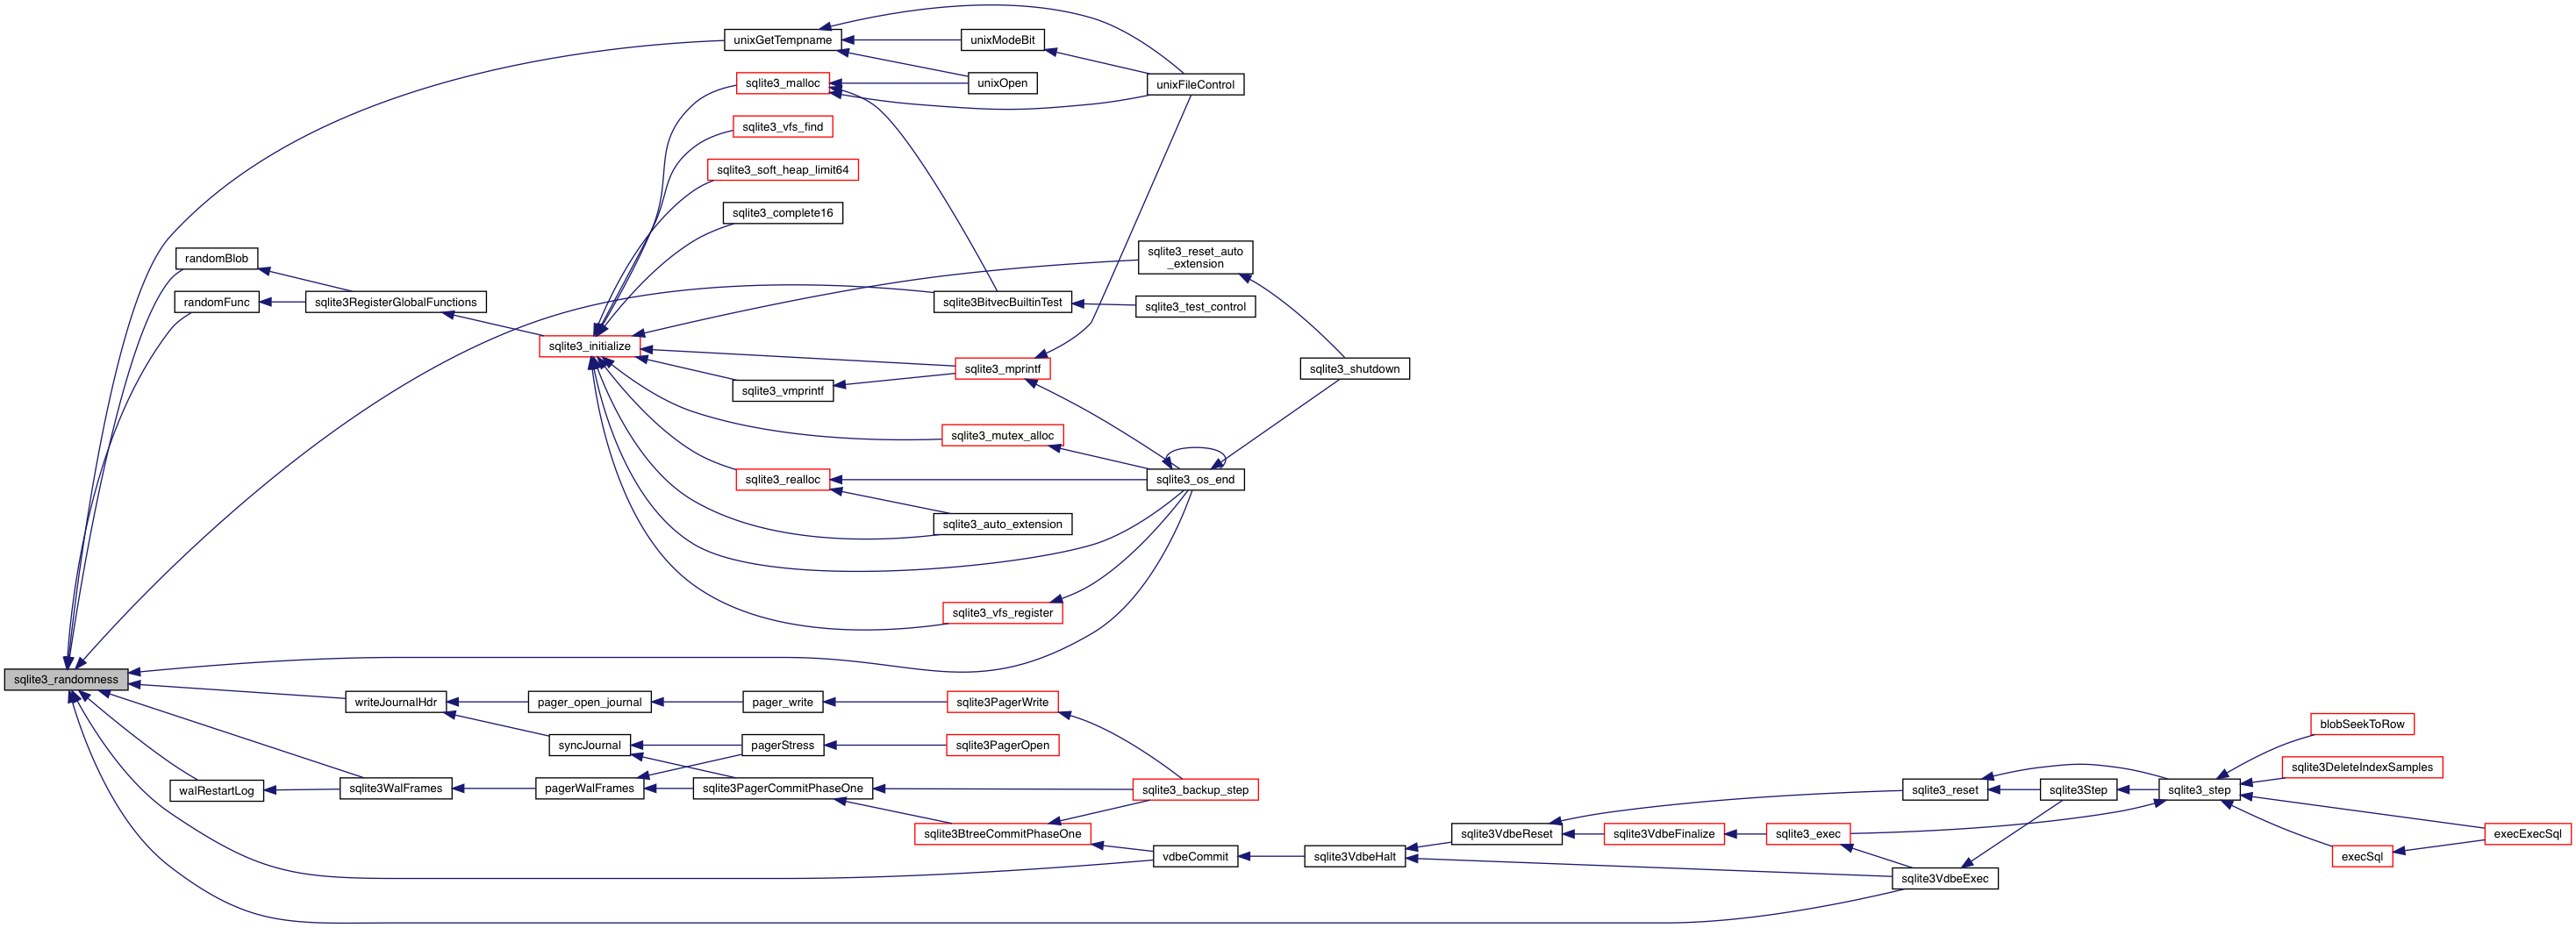 unixGetTempname
unixModeBit
sqlite3_malloc
unixOpen
unixFileControl
sqlite3_vfs_find
sqlite3_soft_heap_limit64
sqlite3_complete16
randomBlob
sqlite3_reset_auto
_extension
randomFunc
sqlite3RegisterGlobalFunctions
sqlite3BitvecBuiltinTest
sqlite3_test_control
sqlite3_initialize
sqlite3_mprintf
sqlite3_shutdown
sqlite3_vmprintf
sqlite3_mutex_alloc
sqlite3_realloc
sqlite3_os_end
sqlite3_auto_extension
sqlite3_vfs_register
sqlite3_randomness
writeJournalHdr
pager_open_journal
pager_write
sqlite3PagerWrite
blobSeekToRow
syncJournal
pagerStress
sqlite3PagerOpen
sqlite3DeleteIndexSamples
walRestartLog
sqlite3WalFrames
pagerWalFrames
sqlite3PagerCommitPhaseOne
sqlite3_backup_step
sqlite3_reset
sqlite3Step
sqlite3_step
sqlite3BtreeCommitPhaseOne
sqlite3VdbeReset
sqlite3VdbeFinalize
sqlite3_exec
execExecSql
vdbeCommit
sqlite3VdbeHalt
execSql
sqlite3VdbeExec